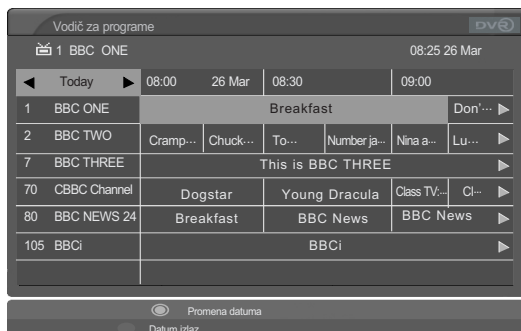 Vodič za programe
DVR
1 BBC ONE 08:25 26 Mar
◀ Today ▶ 08:00 26 Mar 08:30 09:00
1 BBC ONE Breakfast Don'··· ▶
2 BBC TWO Cramp··· Chuck··· To··· Number ja··· Nina a··· Lu··· ▶
7 BBC THREE This is BBC THREE ▶
70 CBBC Channel Dogstar Young Dracula Class TV:··· Cl··· ▶
80 BBC NEWS 24 Breakfast BBC News BBC News ▶
105 BBCi BBCi ▶
Promena datuma
Datum izlaz